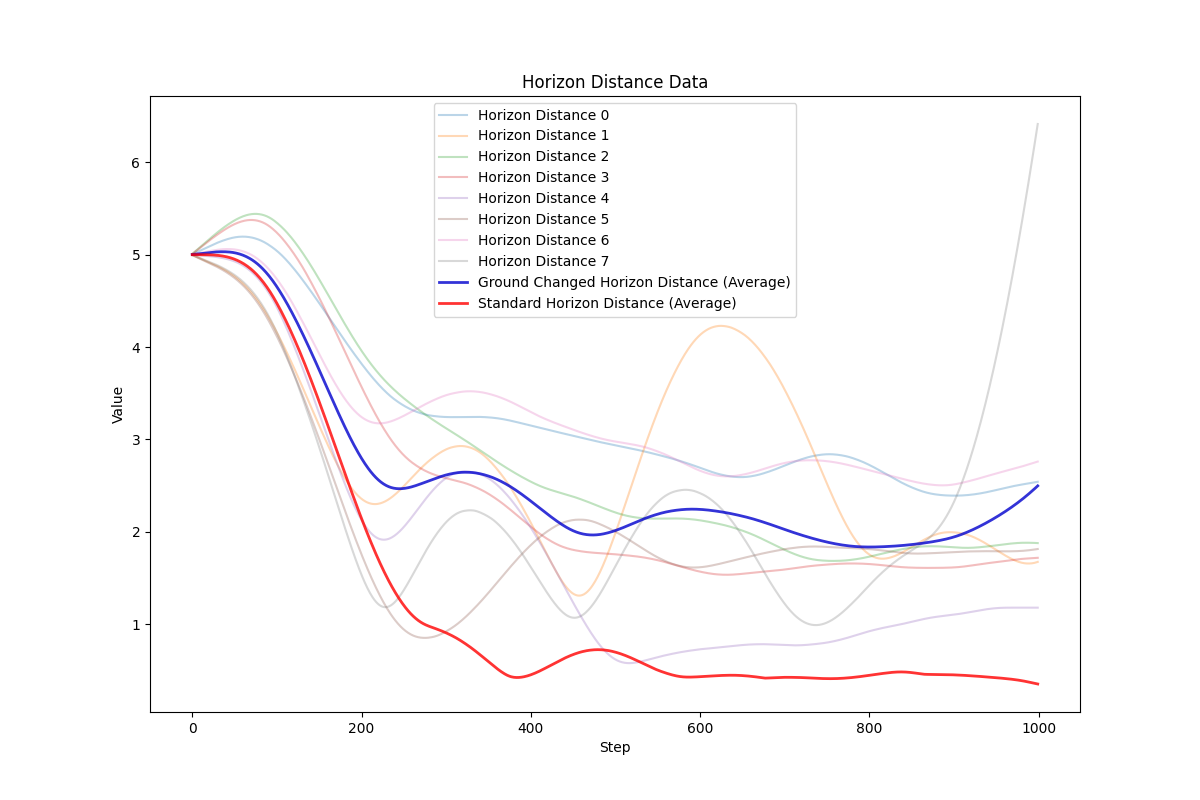 Horizon Distance Data
Horizon Distance 0
Horizon Distance 1
Horizon Distance 2
Horizon Distance 3
Horizon Distance 4
Horizon Distance 5
Horizon Distance 6
Horizon Distance 7
Ground Changed Horizon Distance (Average)
Standard Horizon Distance (Average)
6
5
4
3
2
1
Value
0 200 400 600 800 1000
Step